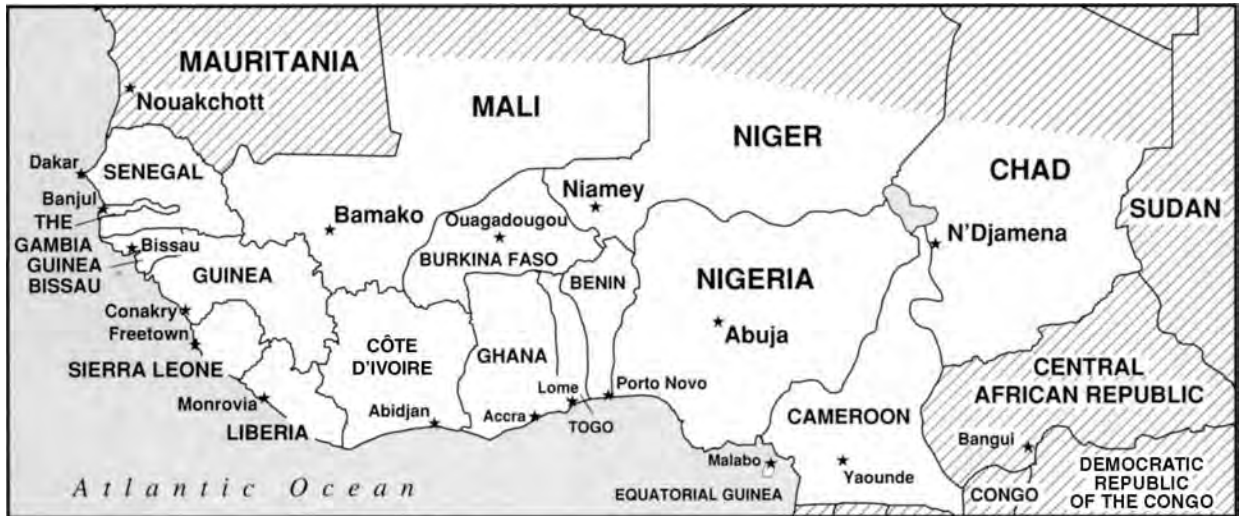 MAURITANIA
Nouakchott
MALI
NIGER
CHAD
SUDAN
Dakar
SENEGAL
Banjul
THE
GAMBIA
Bissau
GUINEA
BISSAU
GUINEA
Bamako
Ouagadougou
BURKINA FASO
Niamey
BENIN
NIGERIA
Abuja
N'Djamena
Conakry
Freetown
SIERRA LEONE
Monrovia
LIBERIA
CÔTE
D'IVOIRE
Abidjan
GHANA
Accra
Lome
TOGO
Porto Novo
CAMEROON
Yaounde
Malabo
EQUATORIAL GUINEA
CENTRAL
AFRICAN REPUBLIC
Bangui
CONGO
DEMOCRATIC
REPUBLIC
OF THE CONGO
Atlantic Ocean